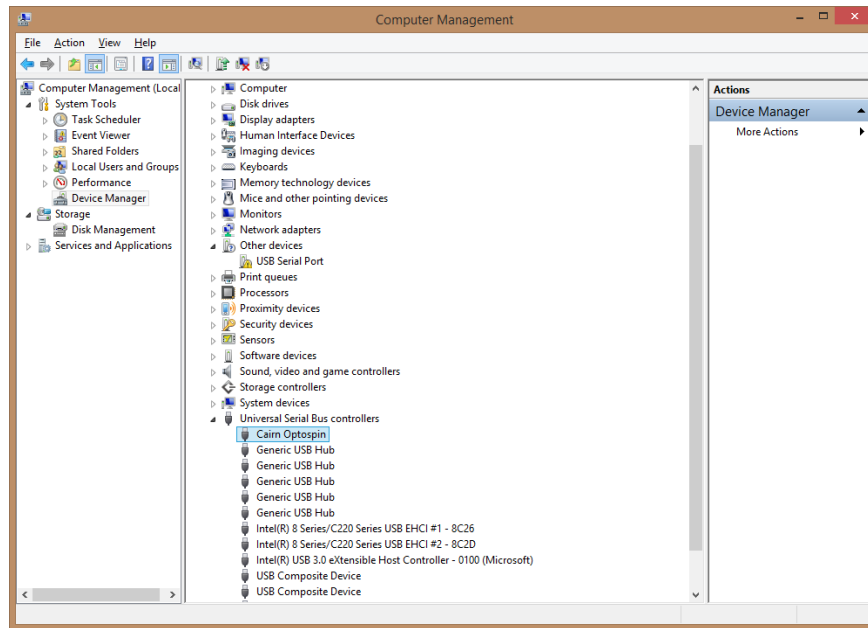 Computer Management
File Action View Help
Computer Management (Local
System Tools
Task Scheduler
Event Viewer
Shared Folders
Local Users and Groups
Performance
Device Manager
Storage
Disk Management
Services and Applications
Computer
Disk drives
Display adapters
Human Interface Devices
Imaging devices
Keyboards
Memory technology devices
Mice and other pointing devices
Monitors
Network adapters
Other devices
USB Serial Port
Print queues
Processors
Proximity devices
Security devices
Sensors
Software devices
Sound, video and game controllers
Storage controllers
System devices
Universal Serial Bus controllers
Cairn Optospin
Generic USB Hub
Generic USB Hub
Generic USB Hub
Generic USB Hub
Generic USB Hub
Intel(R) 8 Series/C220 Series USB EHCI #1 - 8C26
Intel(R) 8 Series/C220 Series USB EHCI #2 - 8C2D
Intel(R) USB 3.0 eXtensible Host Controller - 0100 (Microsoft)
USB Composite Device
USB Composite Device
Actions
Device Manager
More Actions